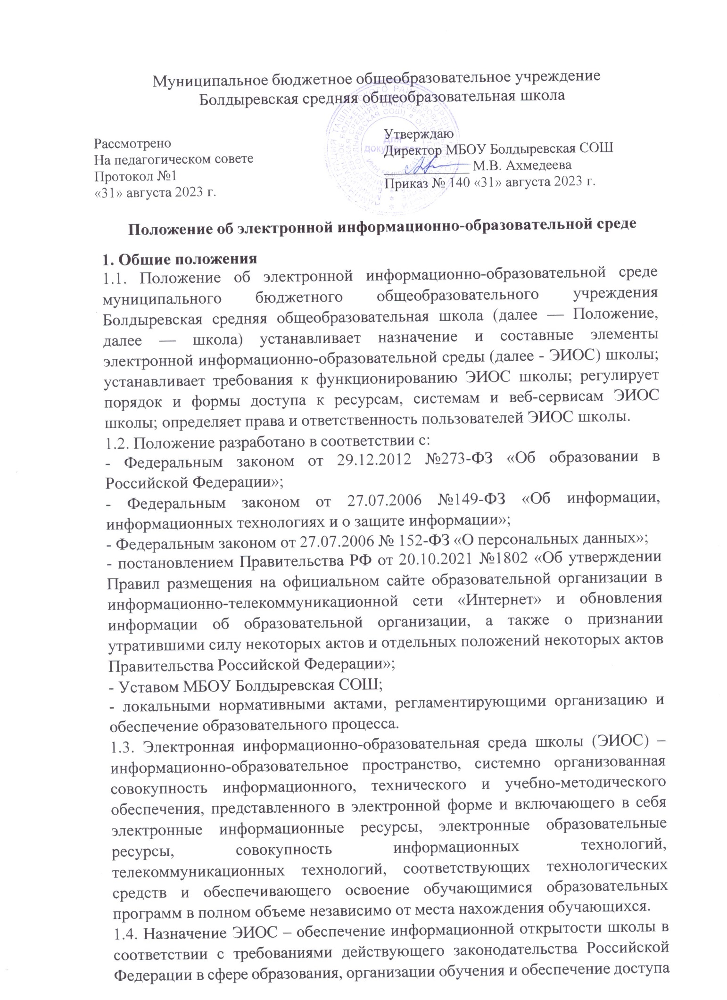 Муниципальное бюджетное общеобразовательное учреждение
Болдыревская средняя общеобразовательная школа
Рассмотрено
На педагогическом совете
Протокол №1
«31» августа 2023 г.
Утверждаю
Директор МБОУ Болдыревская СОШ
М.В. Ахмедеева
Приказ № 140 «31» августа 2023 г.
Для
документов
Положение об электронной информационно-образовательной среде
1. Общие положения
1.1. Положение об электронной информационно-образовательной среде
муниципального бюджетного общеобразовательного учреждения
Болдыревская средняя общеобразовательная школа (далее — Положение,
далее — школа) устанавливает назначение и составные элементы
электронной информационно-образовательной среды (далее - ЭИОС) школы;
устанавливает требования к функционированию ЭИОС школы; регулирует
порядок и формы доступа к ресурсам, системам и веб-сервисам ЭИОС
школы; определяет права и ответственность пользователей ЭИОС школы.
1.2. Положение разработано в соответствии с:
- Федеральным законом от 29.12.2012 №273-ФЗ «Об образовании в
Российской Федерации»;
- Федеральным законом от 27.07.2006 №149-ФЗ «Об информации,
информационных технологиях и о защите информации»;
- Федеральным законом от 27.07.2006 № 152-ФЗ «О персональных данных»;
- постановлением Правительства РФ от 20.10.2021 №1802 «Об утверждении
Правил размещения на официальном сайте образовательной организации в
информационно-телекоммуникационной сети «Интернет» и обновления
информации об образовательной организации, а также о признании
утратившими силу некоторых актов и отдельных положений некоторых актов
Правительства Российской Федерации»;
- Уставом МБОУ Болдыревская СОШ;
- локальными нормативными актами, регламентирующими организацию и
обеспечение образовательного процесса.
1.3. Электронная информационно-образовательная среда школы (ЭИОС) –
информационно-образовательное пространство, системно организованная
совокупность информационного, технического и учебно-методического
обеспечения, представленного в электронной форме и включающего в себя
электронные информационные ресурсы, электронные образовательные
ресурсы, совокупность информационных технологий,
телекоммуникационных технологий, соответствующих технологических
средств и обеспечивающего освоение обучающимися образовательных
программ в полном объеме независимо от места нахождения обучающихся.
1.4. Назначение ЭИОС – обеспечение информационной открытости школы в
соответствии с требованиями действующего законодательства Российской
Федерации в сфере образования, организации обучения и обеспечение доступа